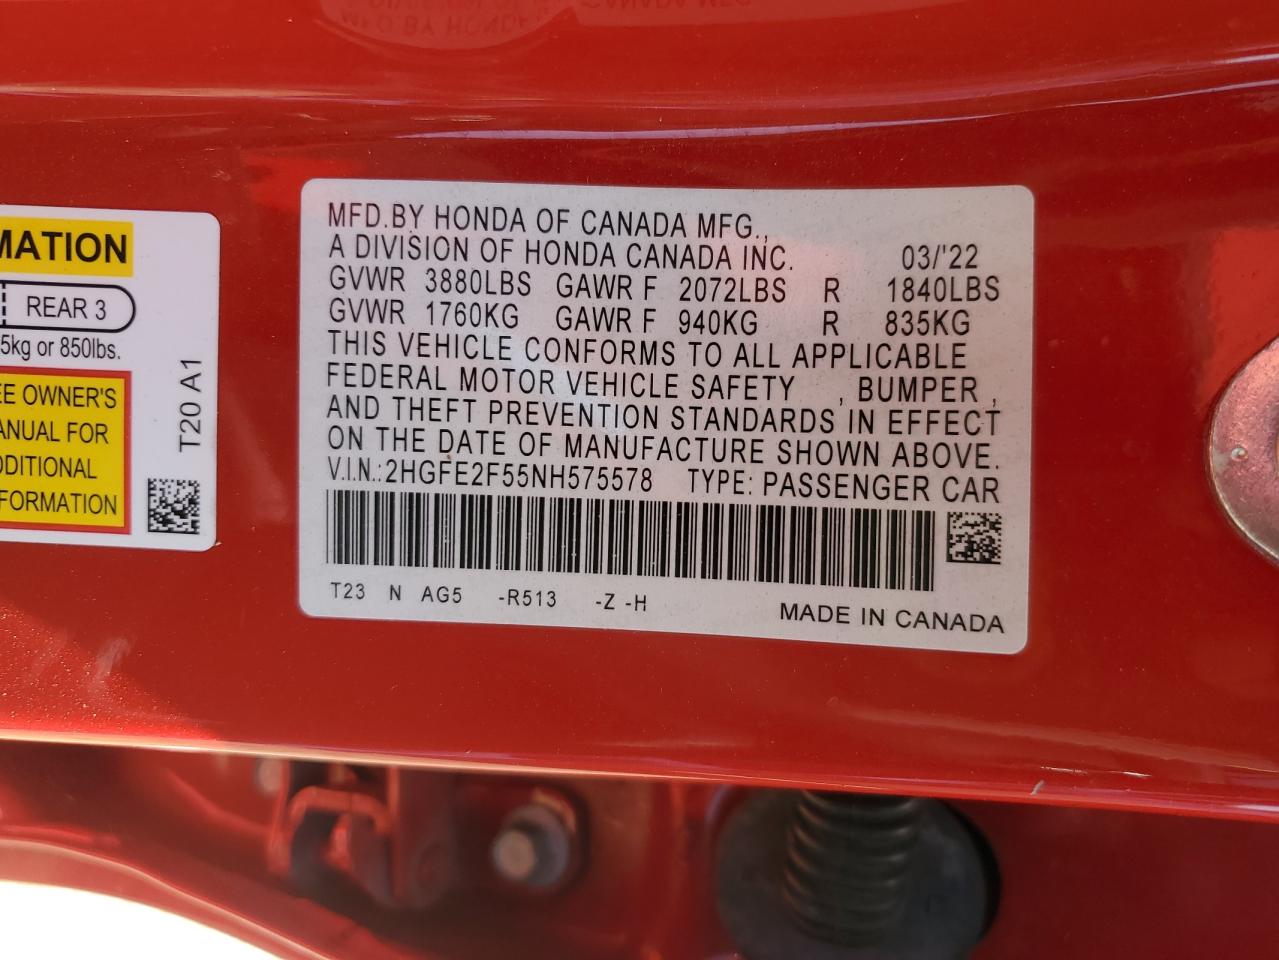 MATION
REAR 3
5kg or 850lbs.
EE OWNER'S
ANUAL FOR
DDITIONAL
FORMATION
T20 A1
MFD.BY HONDA OF CANADA MFG.,
A DIVISION OF HONDA CANADA INC. 03/'22
GVWR 3880LBS GAWR F 2072LBS R 1840LBS
GVWR 1760KG GAWR F 940KG R 835KG
THIS VEHICLE CONFORMS TO ALL APPLICABLE
FEDERAL MOTOR VEHICLE SAFETY , BUMPER ,
AND THEFT PREVENTION STANDARDS IN EFFECT
ON THE DATE OF MANUFACTURE SHOWN ABOVE.
V.I.N.:2HGFE2F55NH575578 TYPE: PASSENGER CAR
T23 N AG5 -R513 -Z -H
MADE IN CANADA